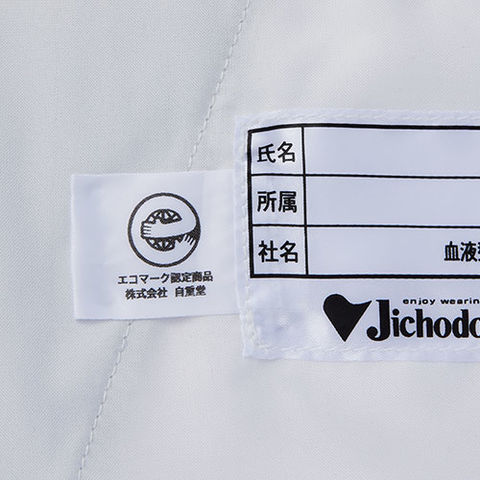 エコマーク認定商品
株式会社 自重堂
氏名
所属
社名
血液
enjoy wearin
Jichodo